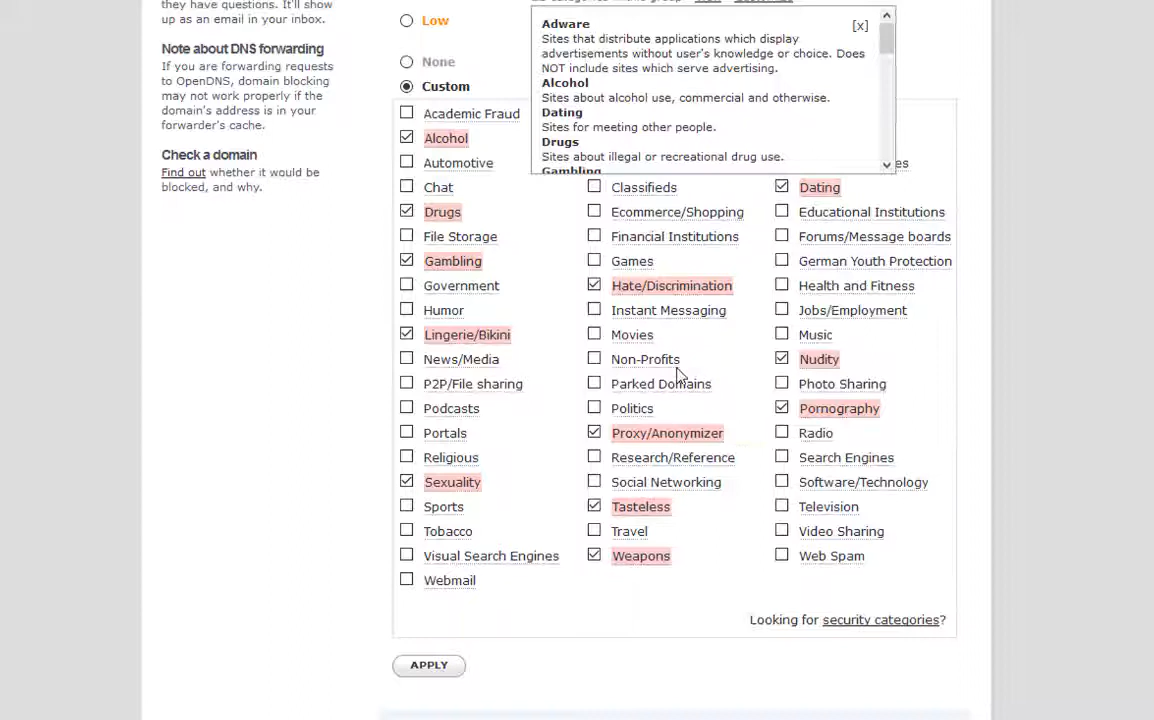 they have questions. It'll show
up as an email in your inbox.
Note about DNS forwarding
If you are forwarding requests
to OpenDNS, domain blocking
may not work properly if the
domain's address is in your
forwarder's cache.
Check a domain
Find out whether it would be
blocked, and why.
Low
None
Custom
Adware
[x]
Sites that distribute applications which display
advertisements without user's knowledge or choice. Does
NOT include sites which serve advertising.
Alcohol
Sites about alcohol use, commercial and otherwise.
Dating
Sites for meeting other people.
Drugs
Sites about illegal or recreational drug use.
Gambling
Academic Fraud
Alcohol
Automotive
Chat Classifieds Dating
Drugs Ecommerce/Shopping Educational Institutions
File Storage Financial Institutions Forums/Message boards
Gambling Games German Youth Protection
Government Hate/Discrimination Health and Fitness
Humor Instant Messaging Jobs/Employment
Lingerie/Bikini Movies Music
News/Media Non-Profits Nudity
P2P/File sharing Parked Domains Photo Sharing
Podcasts Politics Pornography
Portals Proxy/Anonymizer Radio
Religious Research/Reference Search Engines
Sexuality Social Networking Software/Technology
Sports Tasteless Television
Tobacco Travel Video Sharing
Visual Search Engines Weapons Web Spam
Webmail
Looking for security categories?
APPLY